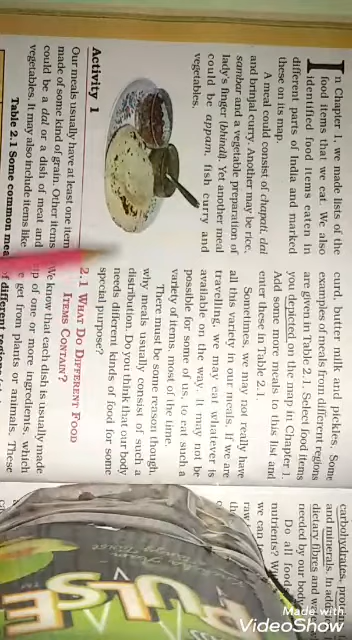 In Chapter 1, we made lists of the
food items that we eat. We also
identified food items eaten in
different parts of India and marked
these on its map.
A meal could consist of chapati, dal
and brinjal curry. Another may be rice,
sambar and a vegetable preparation of
lady's finger (bhindi). Yet another meal
could be appam, fish curry and
vegetables.
Activity 1
Our meals usually have at least one item
made of some kind of grain. Other items
could be a dal or a dish of meat and
vegetables. It may also include items like
Table 2.1 Some common
curd, butter milk and pickles. Some
examples of meals from different regions
are given in Table 2.1. Select food items
you depicted on the map in Chapter 1.
Add some more meals to this list and
enter these in Table 2.1.
Sometimes, we may not really have
all this variety in our meals. If we are
travelling, we may eat whatever is
available on the way. It may not be
possible for some of us, to eat such a
variety of items, most of the time.
There must be some reason though,
why meals usually consist of such a
distribution. Do you think that our body
needs different kinds of food for some
special purpose?
2.1 WHAT DO DIFFERENT FOOD
ITEMS CONTAIN?
We know that each dish is usually made
up of one or more ingredients, which
get from plants or animals. These
of different regions
carbohydrates,
and minerals. In
dietary fibres and
needed by our body
Do all food
nutrients?
we can
raw
PULSE
Made with
VideoShow